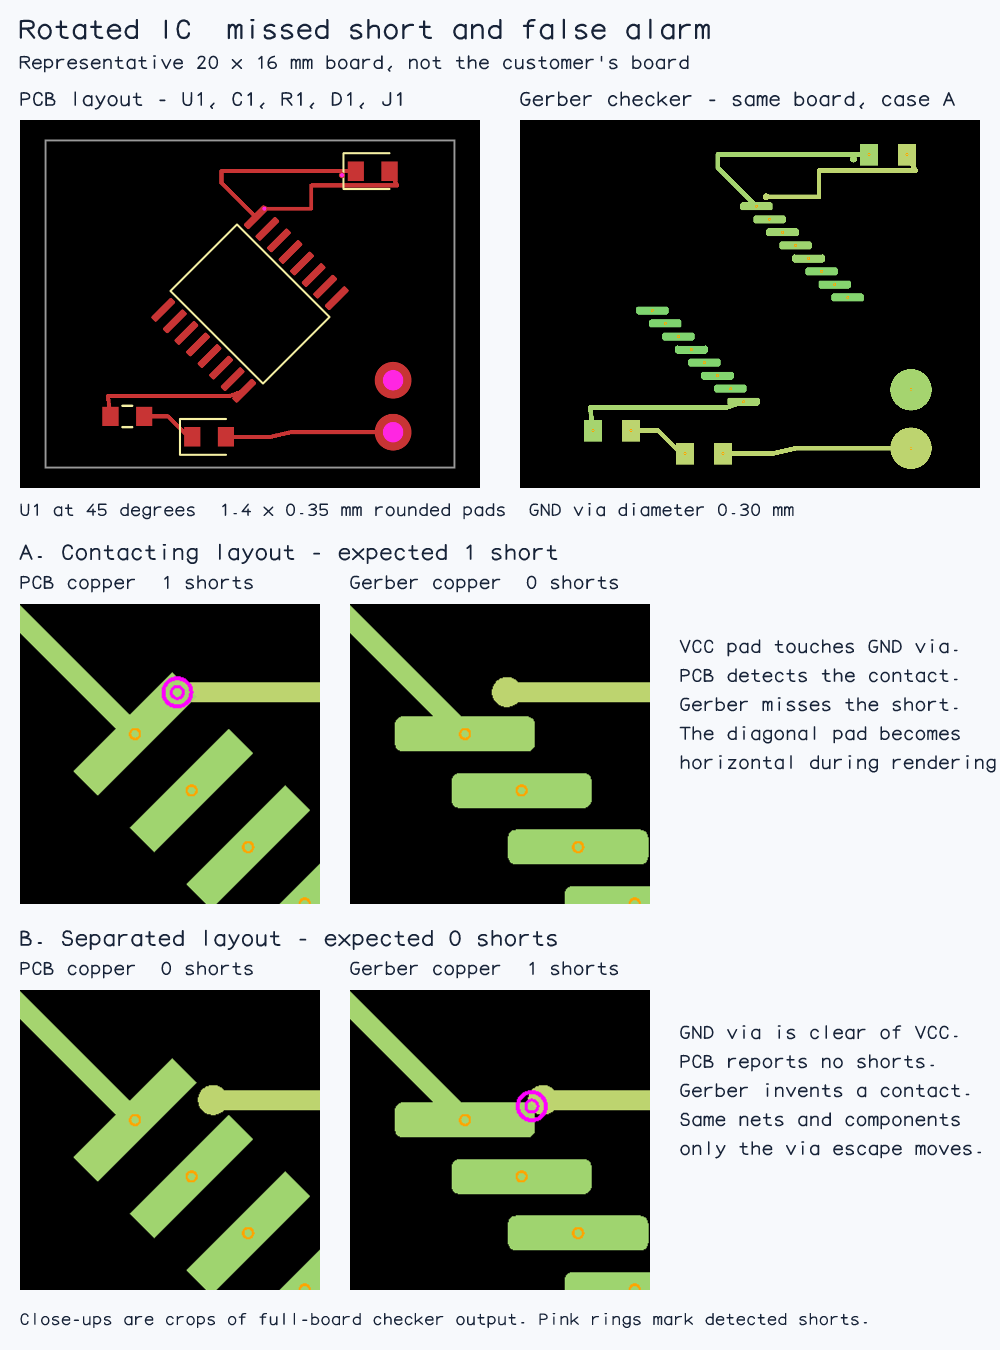 Rotated IC  missed short and false alarm
Representative 20 x 16 mm board, not the customer's board
PCB layout - U1, C1, R1, D1, J1
Gerber checker - same board, case A
U1 at 45 degrees  1.4 x 0.35 mm rounded pads  GND via diameter 0.30 mm
A. Contacting layout - expected 1 short
PCB copper  1 shorts
Gerber copper  0 shorts
VCC pad touches GND via.
PCB detects the contact.
Gerber misses the short.
The diagonal pad becomes
horizontal during rendering
B. Separated layout - expected 0 shorts
PCB copper  0 shorts
Gerber copper  1 shorts
GND via is clear of VCC.
PCB reports no shorts.
Gerber invents a contact.
Same nets and components
only the via escape moves.
Close-ups are crops of full-board checker output. Pink rings mark detected shorts.